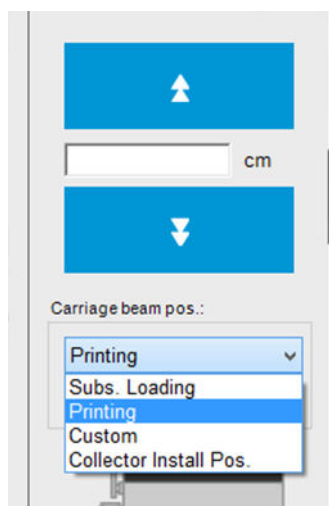 cm
Carriage beam pos.:
Printing
Subs. Loading
Printing
Custom
Collector Install Pos.